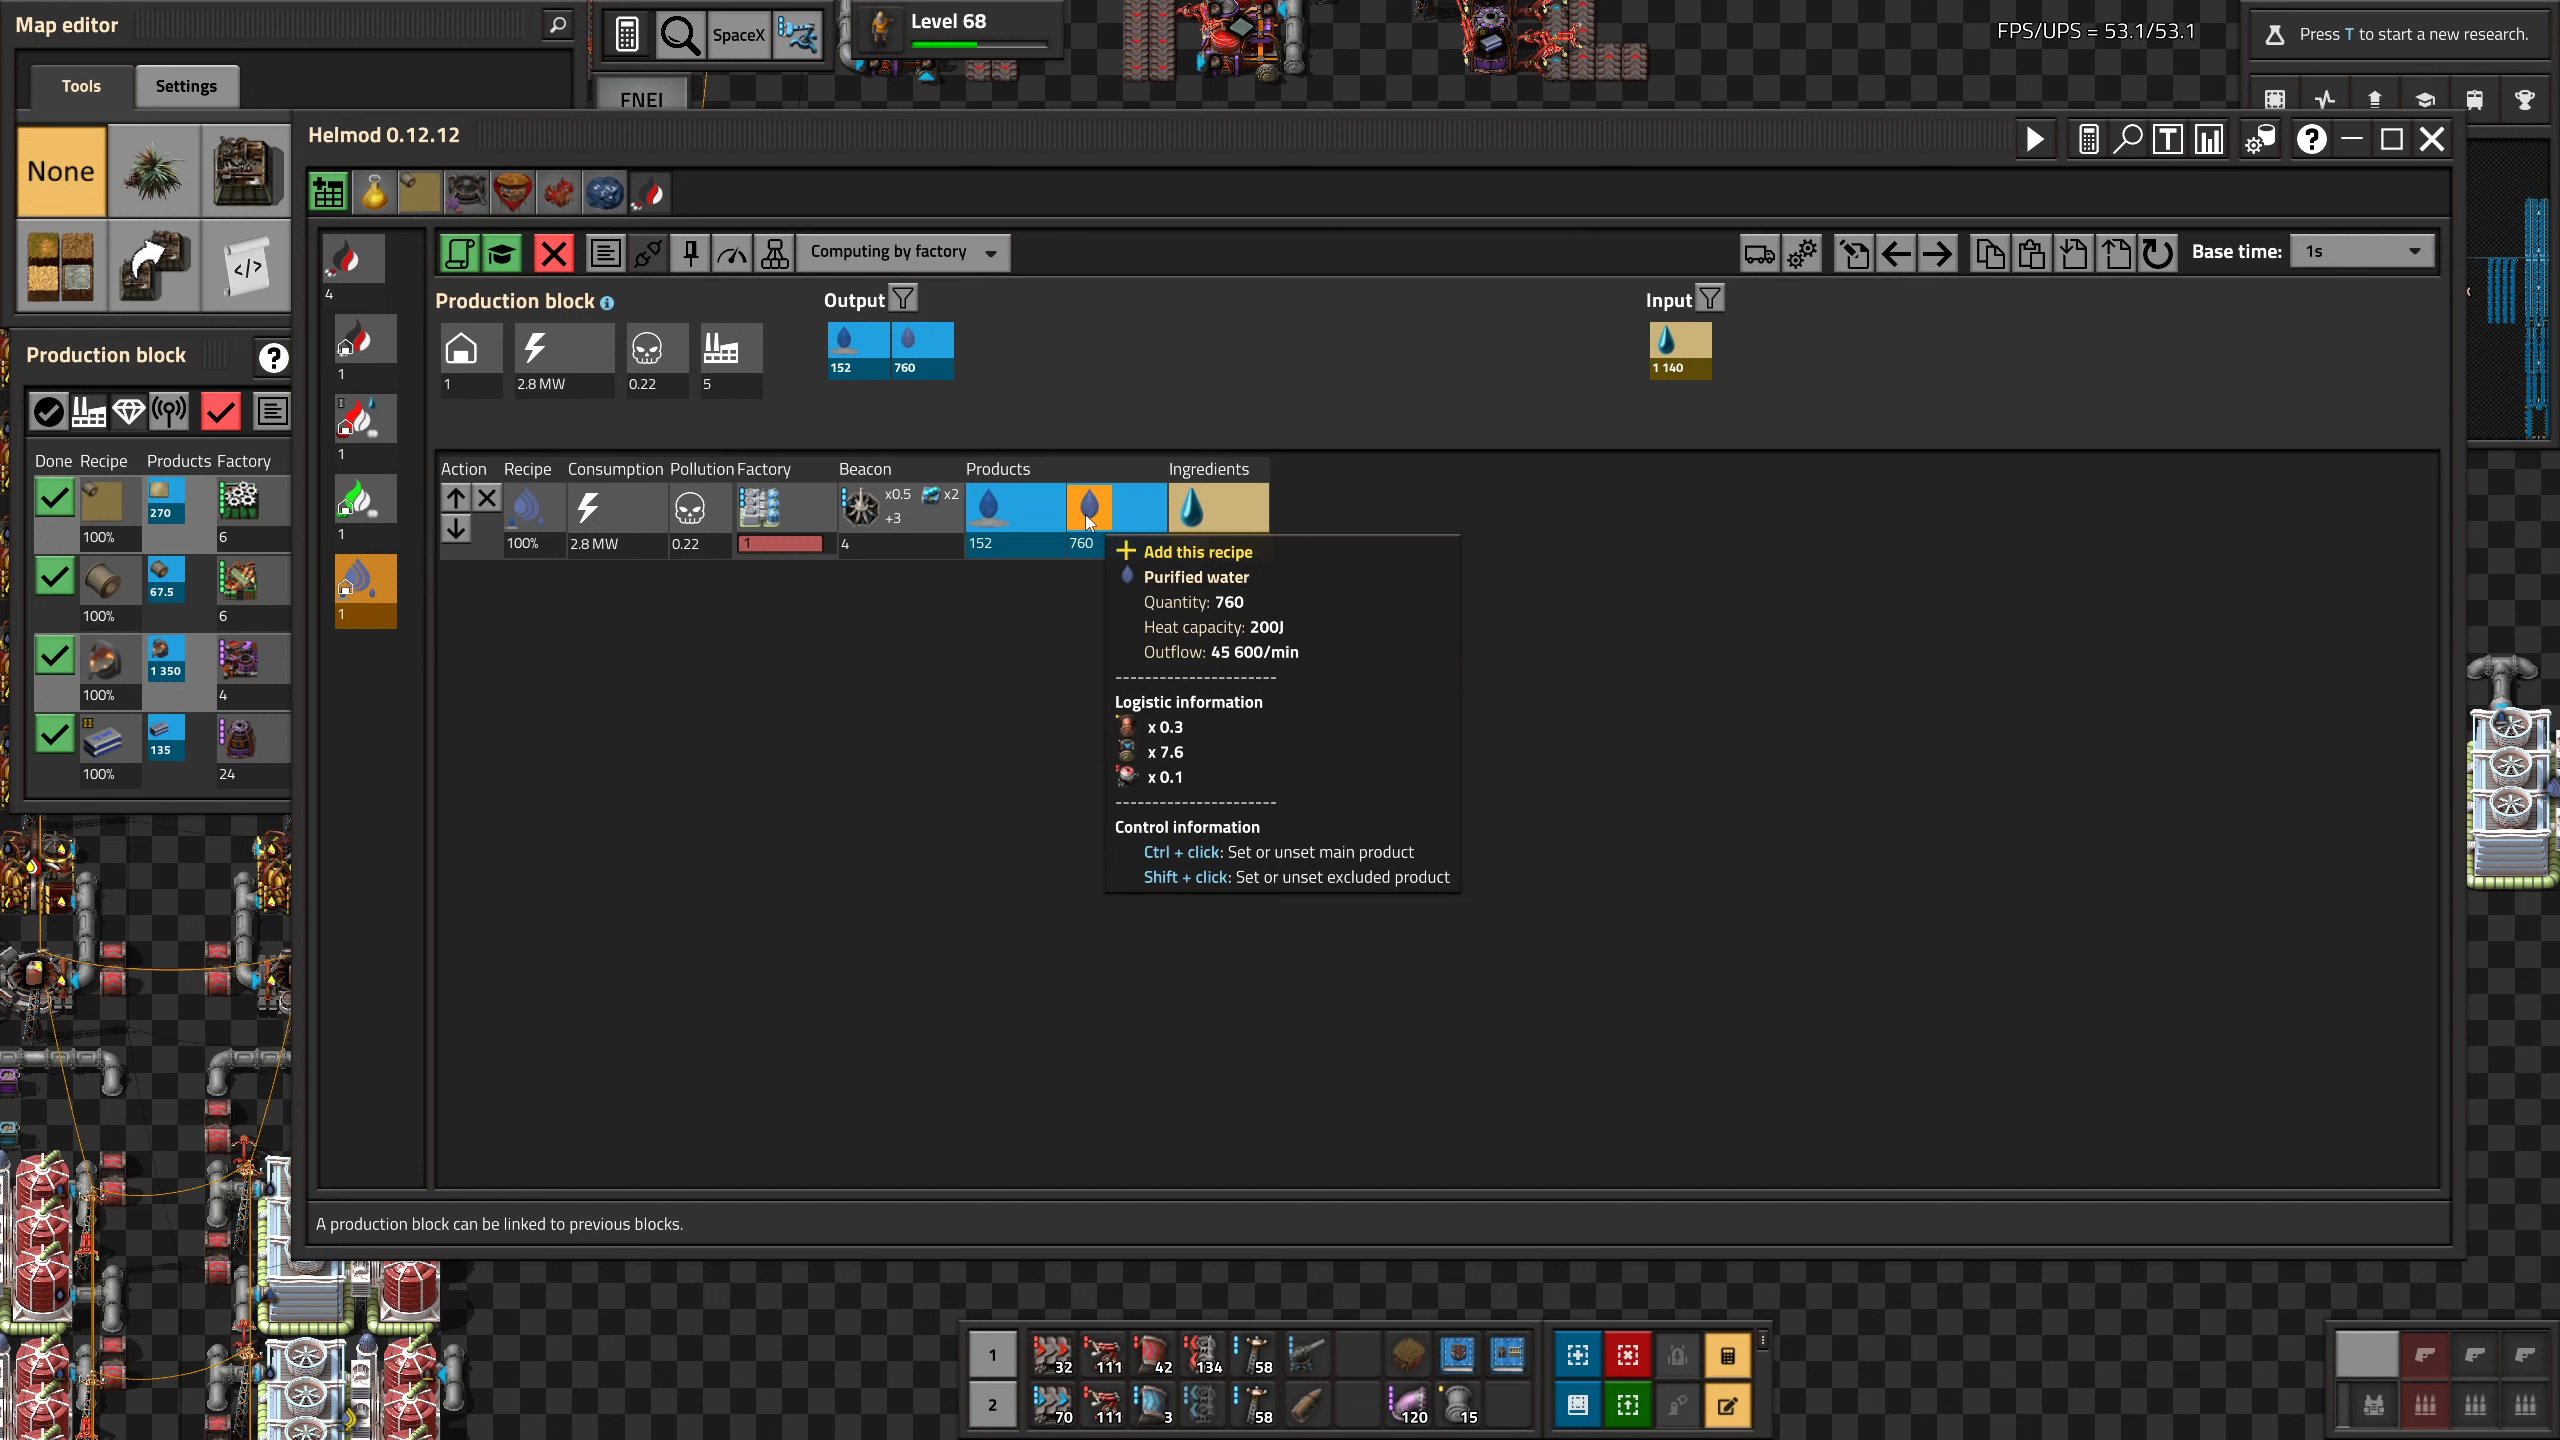 Map editor
SpaceX
Level 68
FPS/UPS = 53.1/53.1
Press T to start a new research.
Tools
Settings
FNEI
None
Helmod 0.12.12
4
1
1
1
1
Computing by factory
Base time:
1s
Production block
Output
Input
1
2.8 MW
0.22
5
152
760
1 140
Production block
Done Recipe Products Factory
270
100%
6
67.5
100%
6
1 350
100%
4
II
135
100%
24
Action Recipe Consumption Pollution Factory Beacon Products Ingredients
x0.5 x2
+3
100% 2.8 MW 0.22 1 4 152 760
Add this recipe
Purified water
Quantity: 760
Heat capacity: 200J
Outflow: 45 600/min
-----------------------
Logistic information
x 0.3
x 7.6
x 0.1
-----------------------
Control information
Ctrl + click: Set or unset main product
Shift + click: Set or unset excluded product
A production block can be linked to previous blocks.
1 32 111 42 134 58
2 70 111 3 58 120 15